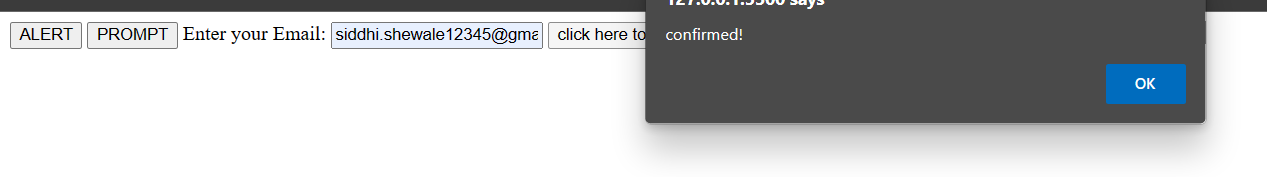 127.0.0.1:5500 says
confirmed!
OK
ALERT PROMPT Enter your Email: siddhi.shewale12345@gma click here to